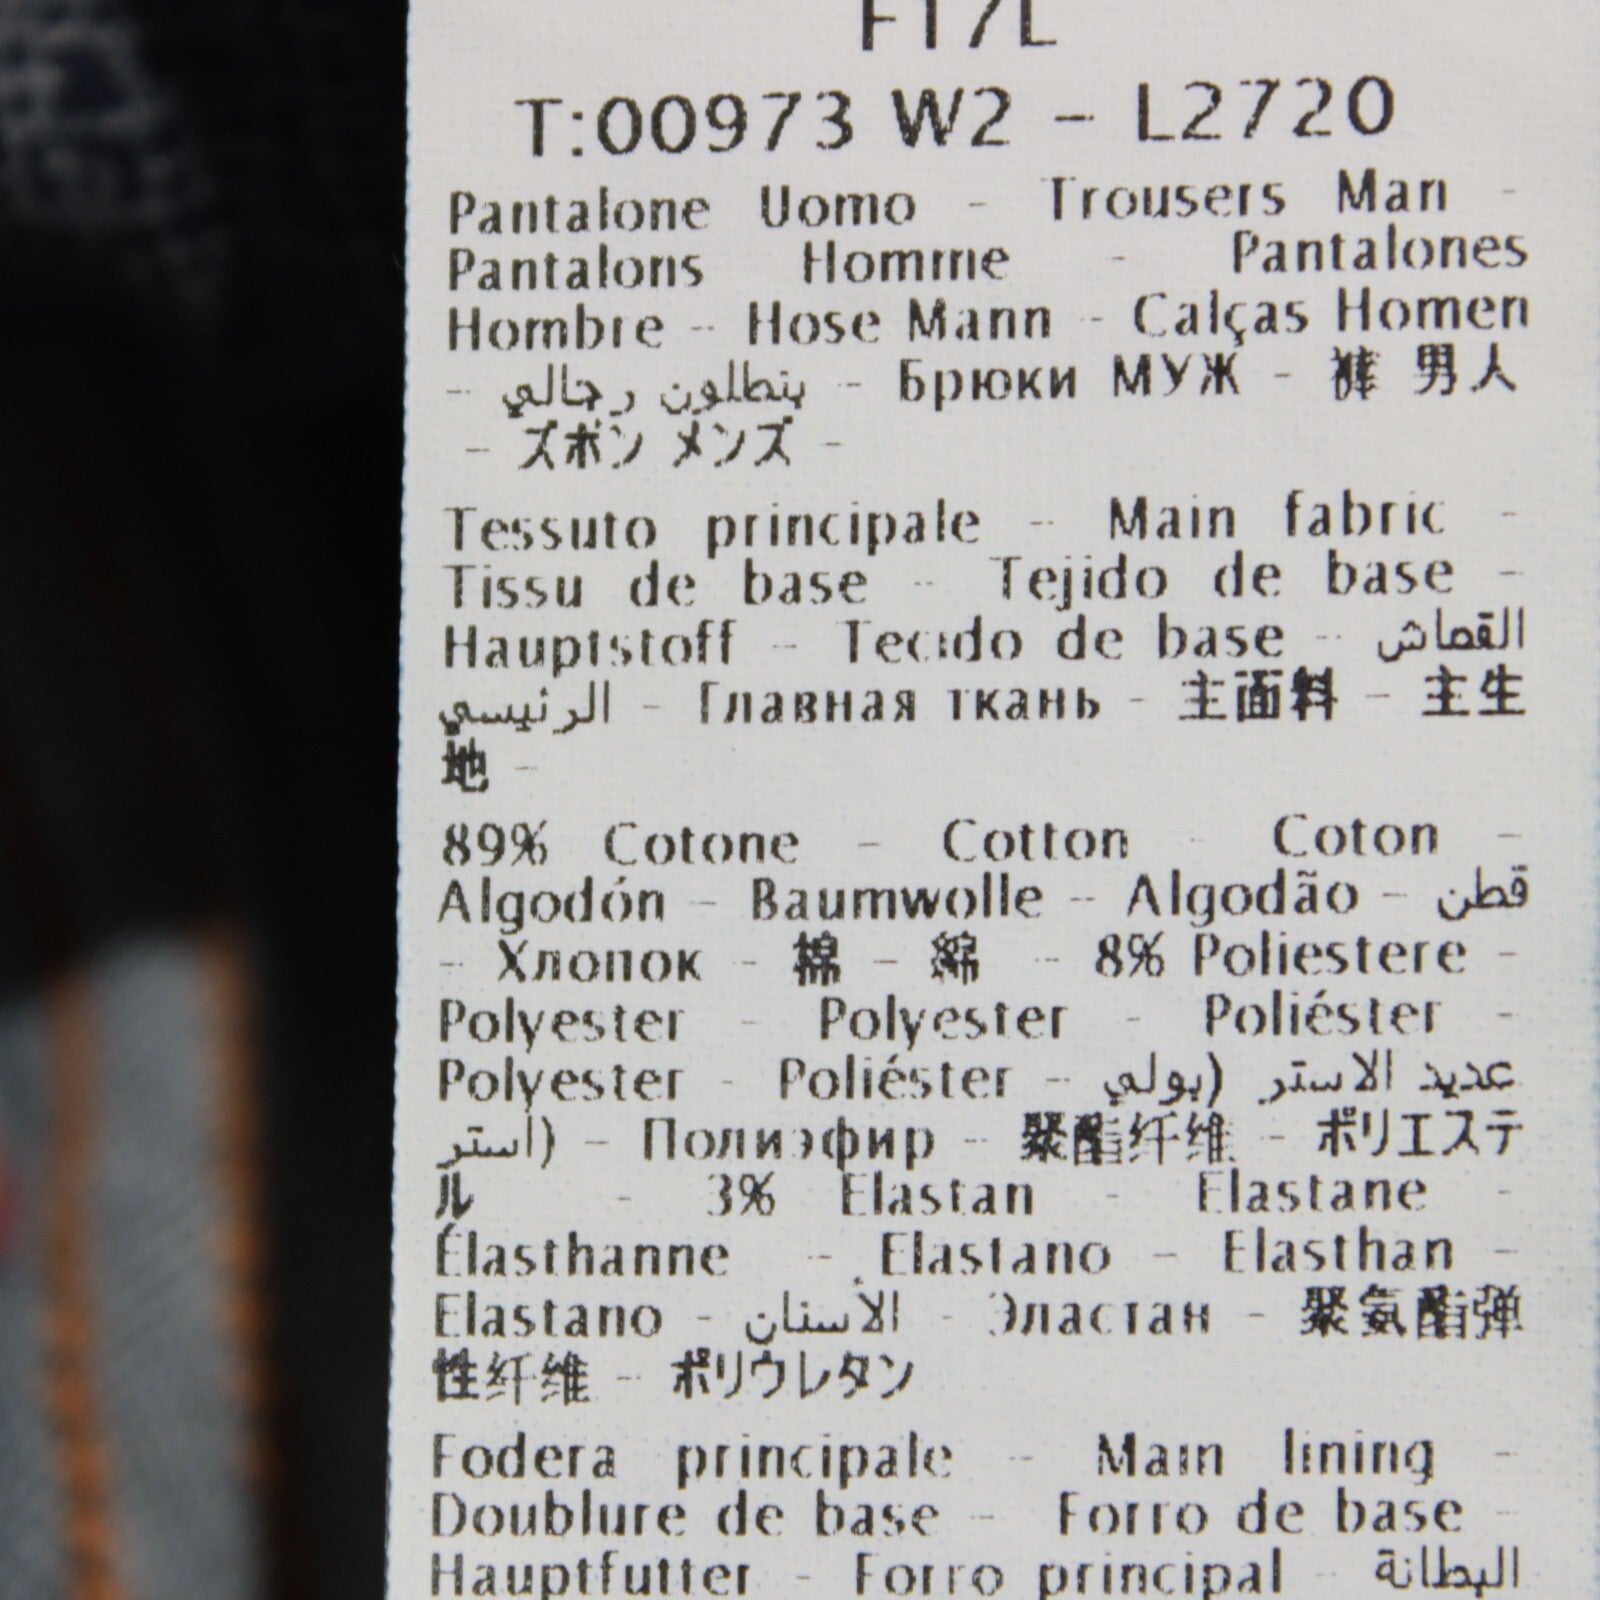 F17L
T:00973 W2 - L2720
Pantalone Uomo - Trousers Man -
Pantalons Homme - Pantalones
Hombre - Hose Mann - Calças Homen
- بنطلون رجالي - Брюки МУЖ - 裤 男人
- ズボン メンズ -
Tessuto principale - Main fabric -
Tissu de base - Tejido de base -
Hauptstoff - Tecido de base - القماش
الرئيسي - Главная ткань - 主面料 - 主生
地 -
89% Cotone - Cotton - Coton -
Algodón - Baumwolle - Algodão - قطن
- Хлопок - 棉 - 綿 - 8% Poliestere -
Polyester - Polyester - Poliéster -
Polyester - Poliéster - عديد الاستر (بولي
استر) - Полиэфир - 聚酯纤维 - ポリエステ
ル - 3% Elastan - Elastane -
Élasthanne - Elastano - Elasthan -
Elastano - الأستان - Эластан - 聚氨酯弹
性纤维 - ポリウレタン
Fodera principale - Main lining -
Doublure de base - Forro de base -
Hauptfutter - Forro principal - البطانة